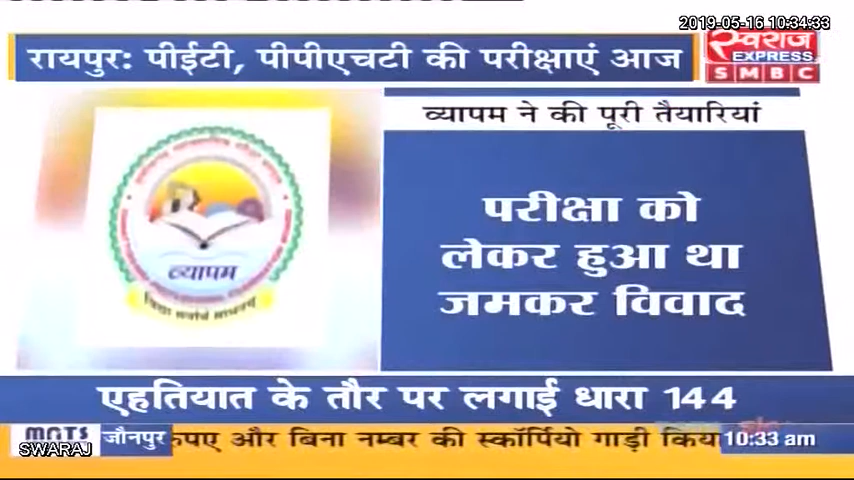 2019-05-16 10:34:33
रायपुर: पीईटी, पीपीएचटी की परीक्षाएं आज
स्वराज
EXPRESS
SMBC
व्यापम ने की पूरी तैयारियां
परीक्षा को
लेकर हुआ था
जमकर विवाद
व्यापम
एहतियात के तौर पर लगाई धारा 144
SWARAJ
जौनपुर
और बिना नम्बर की स्कॉर्पियो गाड़ी
10:33 am